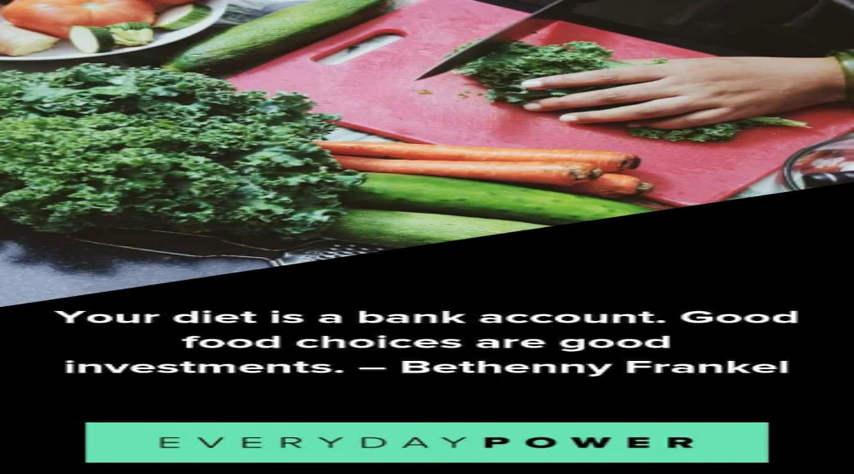 Your diet is a bank account. Good
food choices are good
investments. – Bethenny Frankel
EVERYDAYPOWER